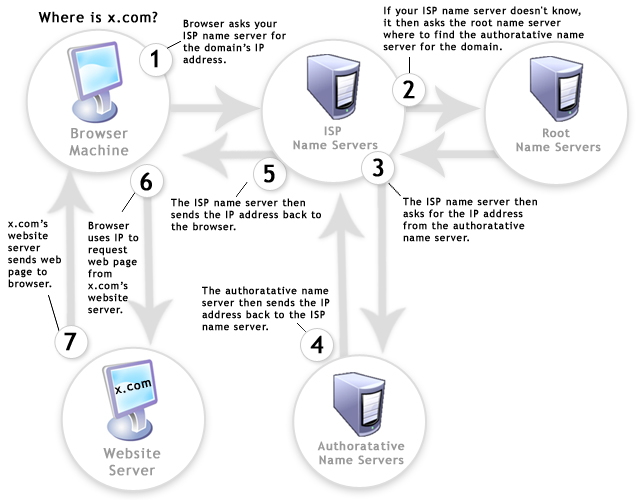 Where is x.com?
1
Browser asks your
ISP name server for
the domain's IP
address.
If your ISP name server doesn't know,
it then asks the root name server
where to find the authoratative name
server for the domain.
2
Browser
Machine
ISP
Name Servers
Root
Name Servers
3
The ISP name server then
asks for the IP address
from the authoratative
name server.
5
The ISP name server then
sends the IP address back to
the browser.
6
Browser
uses IP to
request
web page
from
x.com's
website
server.
x.com's
website
server
sends web
page to
browser.
7
The authoratative name
server then sends the IP
address back to the ISP
name server.
4
x.com
Website
Server
Authoratative
Name Servers